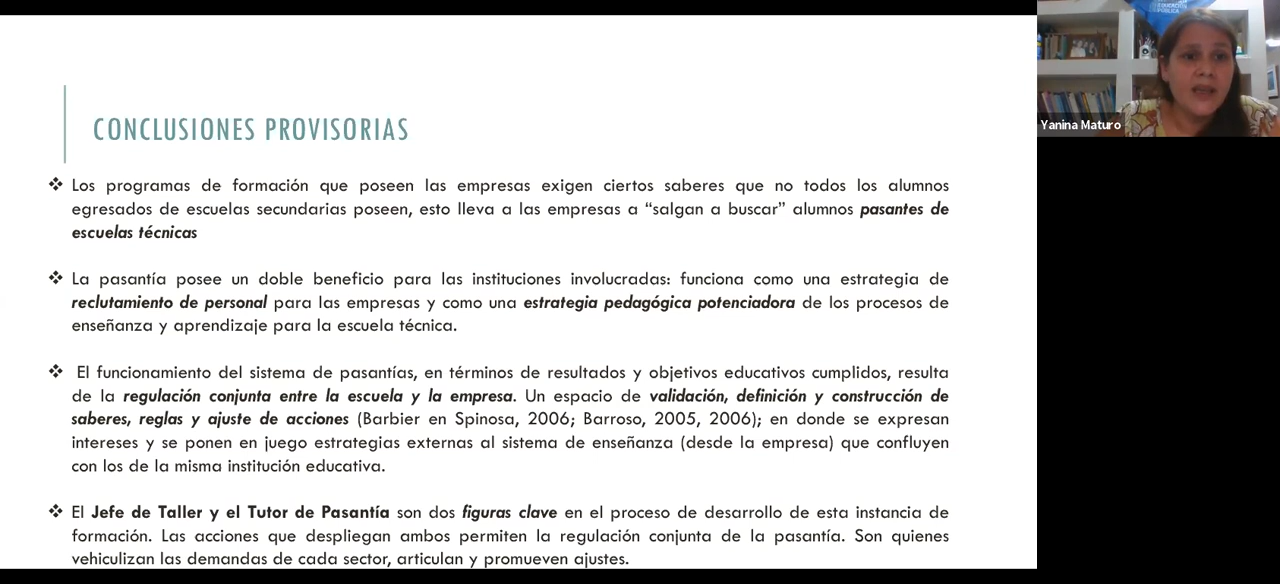 CONCLUSIONES PROVISORIAS
❖ Los programas de formación que poseen las empresas exigen ciertos saberes que no todos los alumnos
egresados de escuelas secundarias poseen, esto lleva a las empresas a “salgan a buscar” alumnos pasantes de
escuelas técnicas
❖ La pasantía posee un doble beneficio para las instituciones involucradas: funciona como una estrategia de
reclutamiento de personal para las empresas y como una estrategia pedagógica potenciadora de los procesos de
enseñanza y aprendizaje para la escuela técnica.
❖ El funcionamiento del sistema de pasantías, en términos de resultados y objetivos educativos cumplidos, resulta
de la regulación conjunta entre la escuela y la empresa. Un espacio de validación, definición y construcción de
saberes, reglas y ajuste de acciones (Barbier en Spinosa, 2006; Barroso, 2005, 2006); en donde se expresan
intereses y se ponen en juego estrategias externas al sistema de enseñanza (desde la empresa) que confluyen
con los de la misma institución educativa.
❖ El Jefe de Taller y el Tutor de Pasantía son dos figuras clave en el proceso de desarrollo de esta instancia de
formación. Las acciones que despliegan ambos permiten la regulación conjunta de la pasantía. Son quienes
vehiculizan las demandas de cada sector, articulan y promueven ajustes.
EDUCACIÓN
PÚBLICA
Yanina Maturo